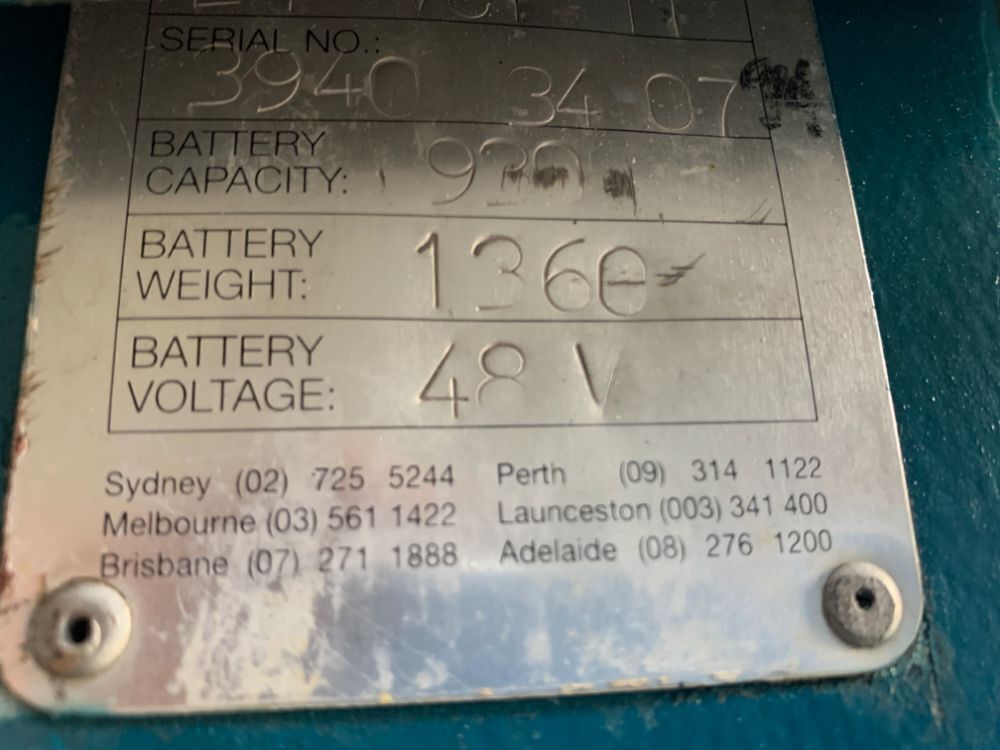 SERIAL NO.:
3940 34 07
BATTERY
CAPACITY: 930
BATTERY
WEIGHT: 1360
BATTERY
VOLTAGE: 48 V
Sydney (02) 725 5244 Perth (09) 314 1122
Melbourne (03) 561 1422 Launceston (003) 341 400
Brisbane (07) 271 1888 Adelaide (08) 276 1200